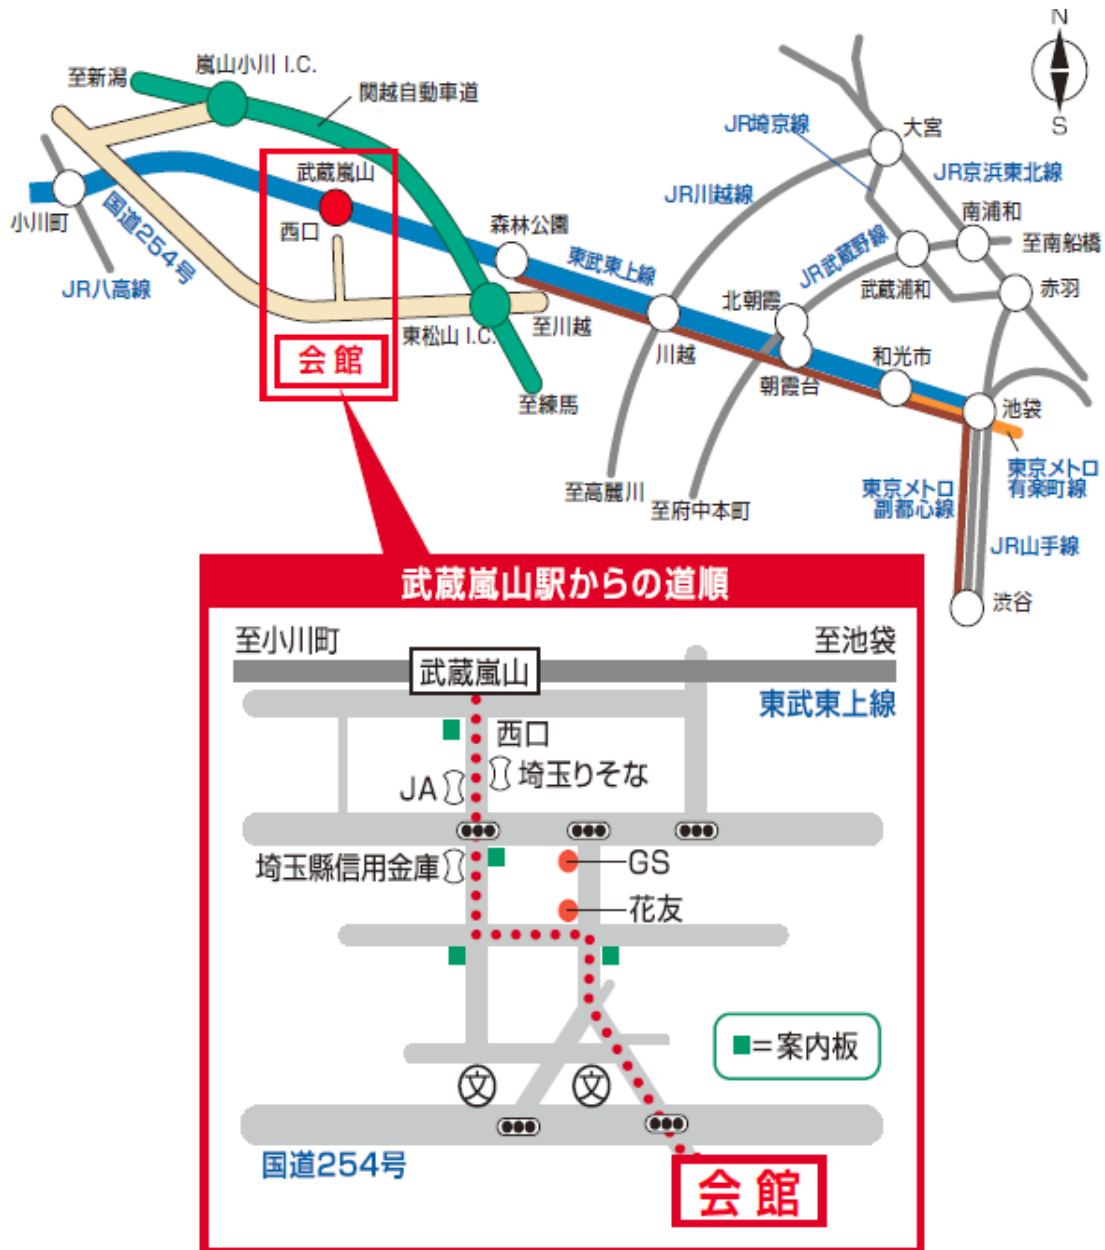 N
S
至新潟
嵐山小川 I.C.
関越自動車道
武蔵嵐山
西口
小川町
国道254号
JR八高線
森林公園
東武東上線
東松山 I.C.
至川越
至練馬
会館
JR埼京線
大宮
JR京浜東北線
JR川越線
南浦和
至南船橋
JR武蔵野線
武蔵浦和
赤羽
北朝霞
川越
朝霞台
和光市
池袋
東京メトロ
有楽町線
東京メトロ
副都心線
至高麗川
至府中本町
JR山手線
渋谷
武蔵嵐山駅からの道順
至小川町
至池袋
武蔵嵐山
東武東上線
西口
埼玉りそな
JA
埼玉縣信用金庫
GS
花友
■=案内板
文
文
国道254号
会館